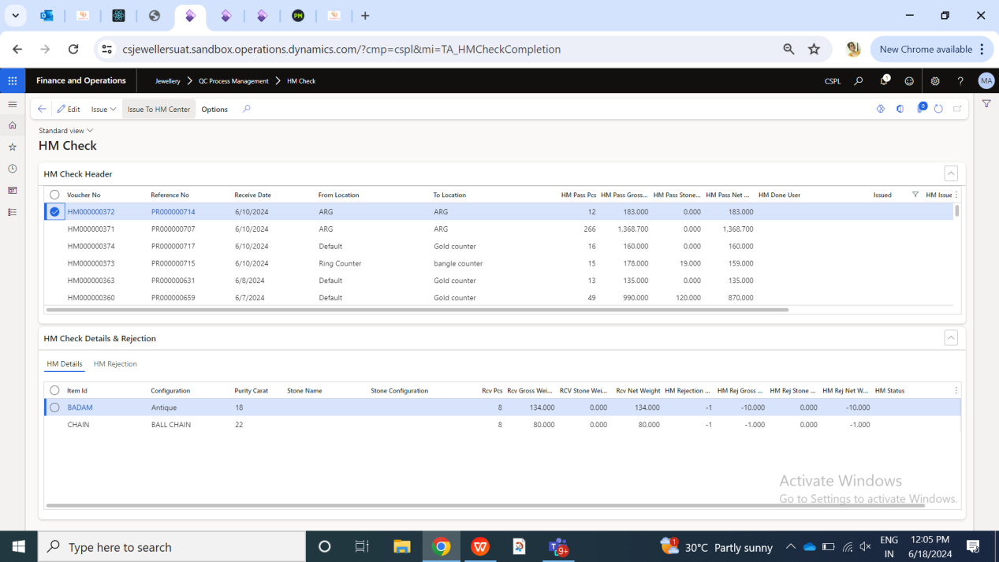 PM
csjewellersuat.sandbox.operations.dynamics.com/?cmp=cspl&mi=TA_HMCheckCompletion
New Chrome available
Finance and Operations Jewellery QC Process Management HM Check CSPL 1 ? MA
Edit Issue Issue To HM Center Options 0
Standard view
HM Check
HM Check Header
Voucher No Reference No Receive Date From Location To Location HM Pass Pcs HM Pass Gross... HM Pass Stone... HM Pass Net ... HM Done User Issued HM Issue
HM000000372 PR000000714 6/10/2024 ARG ARG 12 183.000 0.000 183.000
HM000000371 PR000000707 6/10/2024 ARG ARG 266 1,368.700 0.000 1,368.700
HM000000374 PR000000717 6/10/2024 Default Gold counter 16 160.000 0.000 160.000
HM000000373 PR000000715 6/10/2024 Ring Counter bangle counter 15 178.000 19.000 159.000
HM000000363 PR000000631 6/8/2024 Default Gold counter 13 135.000 0.000 135.000
HM000000360 PR000000659 6/7/2024 Default Gold counter 49 990.000 120.000 870.000
HM Check Details & Rejection
HM Details HM Rejection
Item Id Configuration Purity Carat Stone Name Stone Configuration Rcv Pcs Rcv Gross Wei... RCV Stone Wei... Rcv Net Weight HM Rejection ... HM Rej Gross ... HM Rej Stone ... HM Rej Net W... HM Status
BADAM Antique 18 8 134.000 0.000 134.000 -1 -10.000 0.000 -10.000
CHAIN BALL CHAIN 22 8 80.000 0.000 80.000 -1 -1.000 0.000 -1.000
Activate Windows
Go to Settings to activate Windows.
Type here to search
W
T 9+
1
30°C Partly sunny
ENG
IN
12:05 PM
6/18/2024